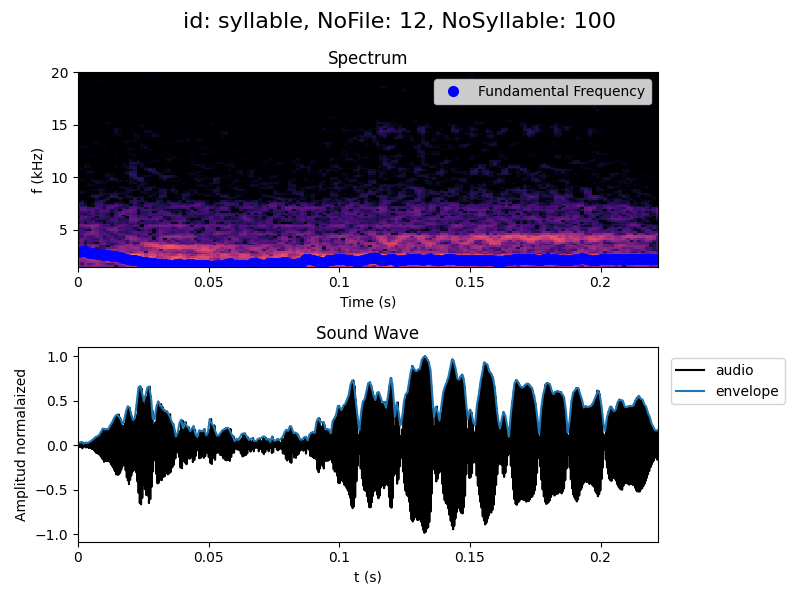 id: syllable, NoFile: 12, NoSyllable: 100
Spectrum
20
15
10
5
f (kHz)
Fundamental Frequency
0
0.05
0.1
0.15
0.2
Time (s)
Sound Wave
1.0
0.5
0.0
−0.5
−1.0
Amplitud normalaized
audio
envelope
0
0.05
0.1
0.15
0.2
t (s)